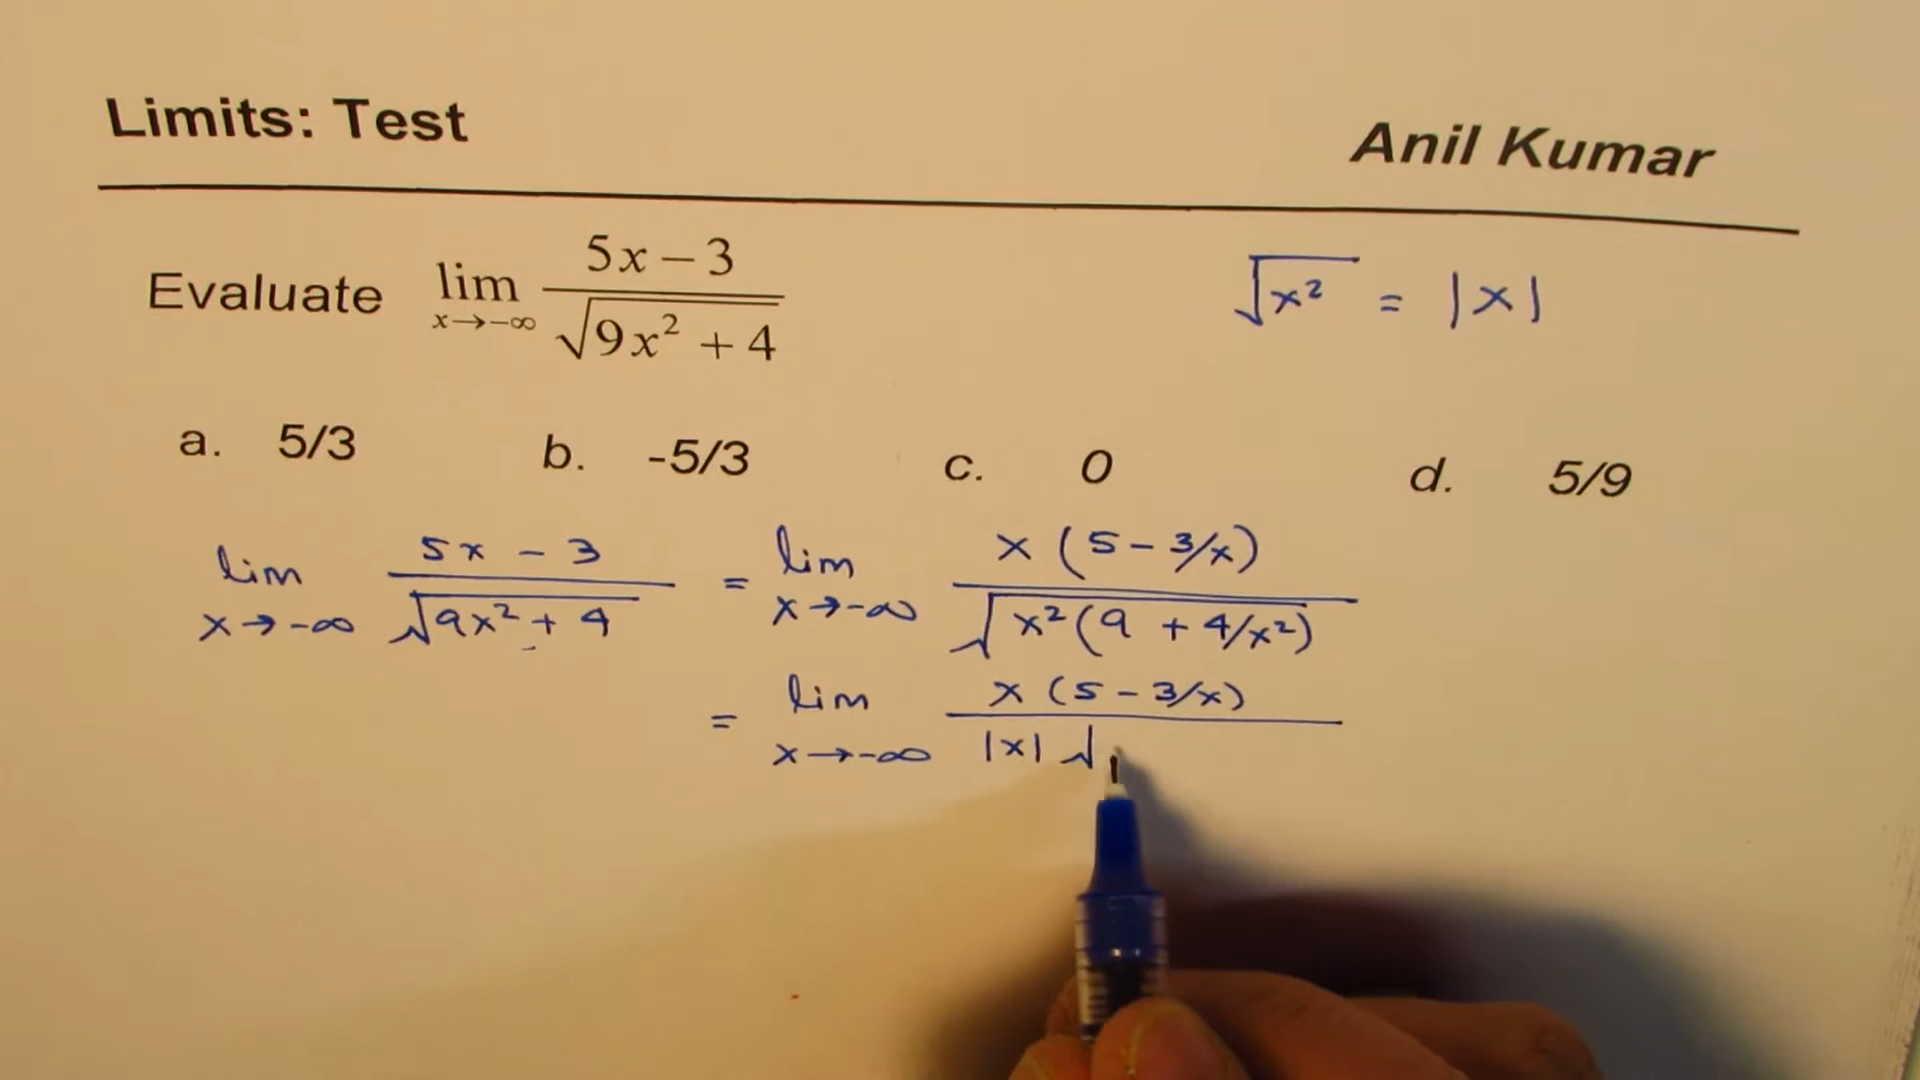 Limits: Test Anil Kumar
Evaluate lim x→-∞ (5x – 3)/√(9x² + 4) √x² = |x|
a. 5/3 b. -5/3 c. 0 d. 5/9
lim x→-∞ (5x - 3)/√(9x² + 4) = lim x→-∞ x(5 - 3/x)/√(x²(9 + 4/x²))
= lim x→-∞ x(5 - 3/x)/|x|√